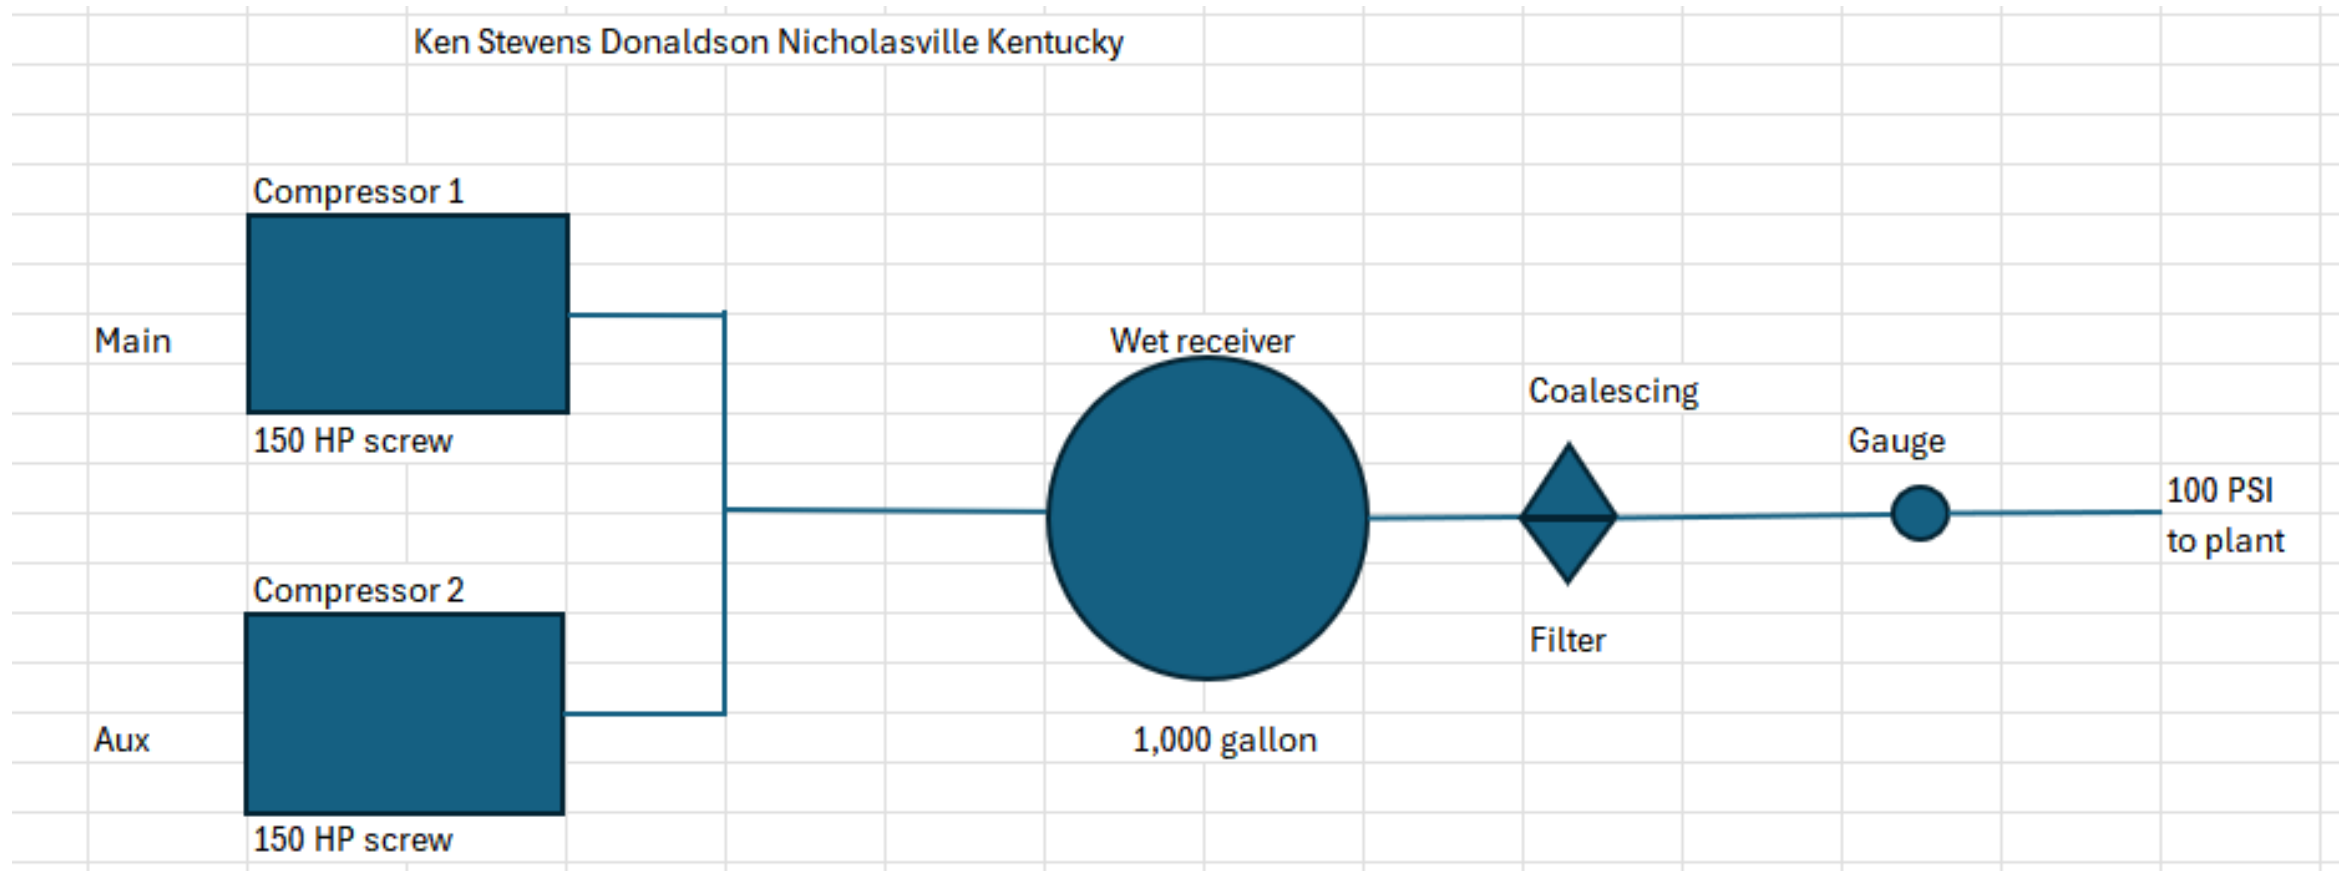 Ken Stevens Donaldson Nicholasville Kentucky
Compressor 1
Main
150 HP screw
Wet receiver
Coalescing
Gauge
100 PSI
to plant
Compressor 2
Filter
Aux
1,000 gallon
150 HP screw